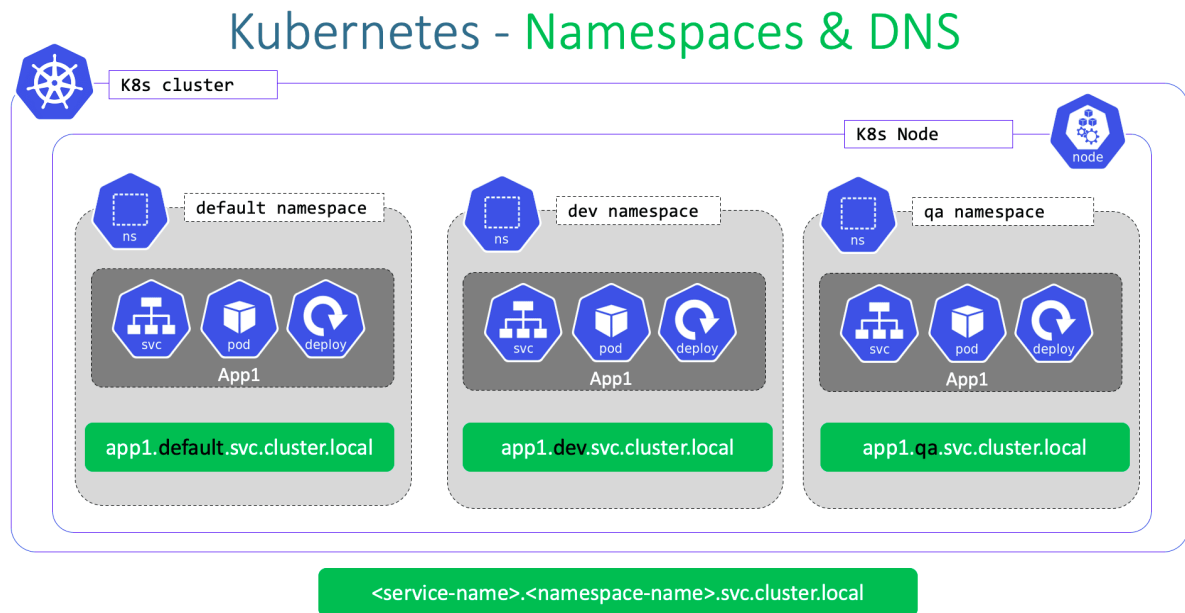 Kubernetes - Namespaces & DNS
K8s cluster
K8s Node
node
default namespace
dev namespace
qa namespace
ns
ns
ns
svc
pod
deploy
App1
svc
pod
deploy
App1
svc
pod
deploy
App1
app1.default.svc.cluster.local
app1.dev.svc.cluster.local
app1.qa.svc.cluster.local
<service-name>.<namespace-name>.svc.cluster.local